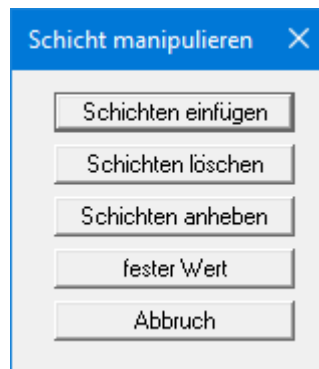 Schicht manipulieren
Schichten einfügen
Schichten löschen
Schichten anheben
fester Wert
Abbruch